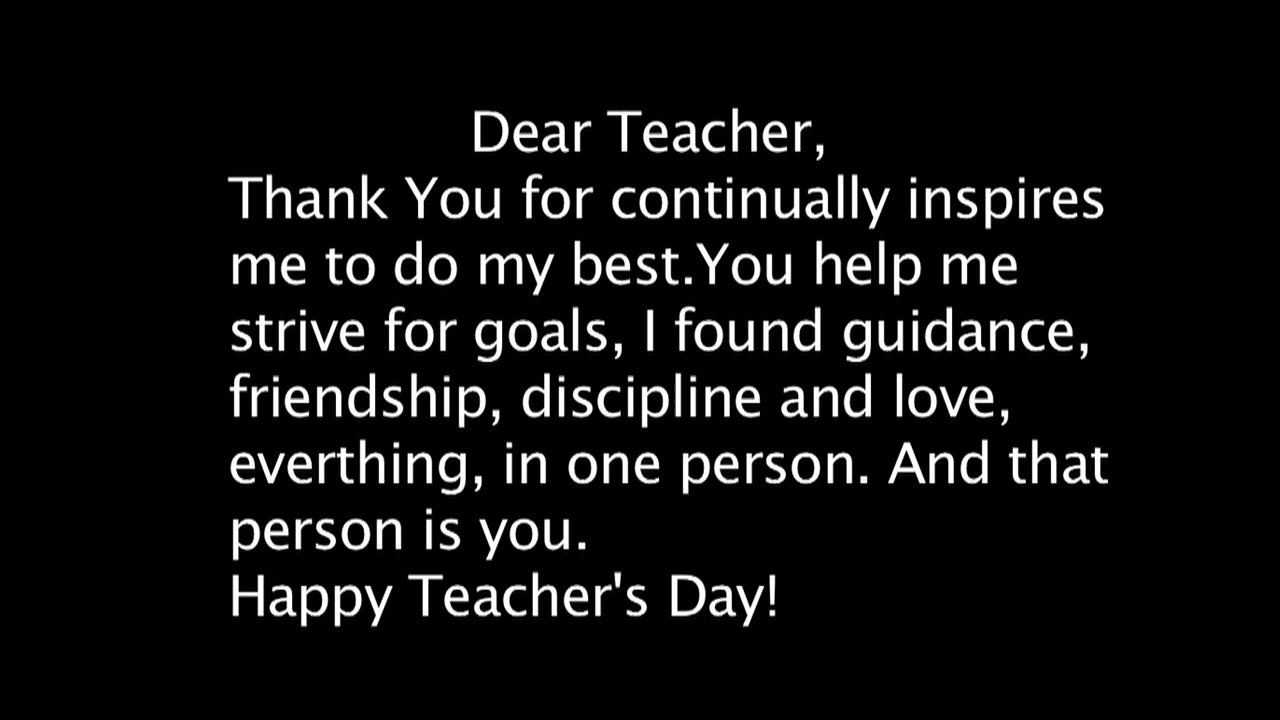 Dear Teacher,
Thank You for continually inspires
me to do my best.You help me
strive for goals, I found guidance,
friendship, discipline and love,
everthing, in one person. And that
person is you.
Happy Teacher's Day!